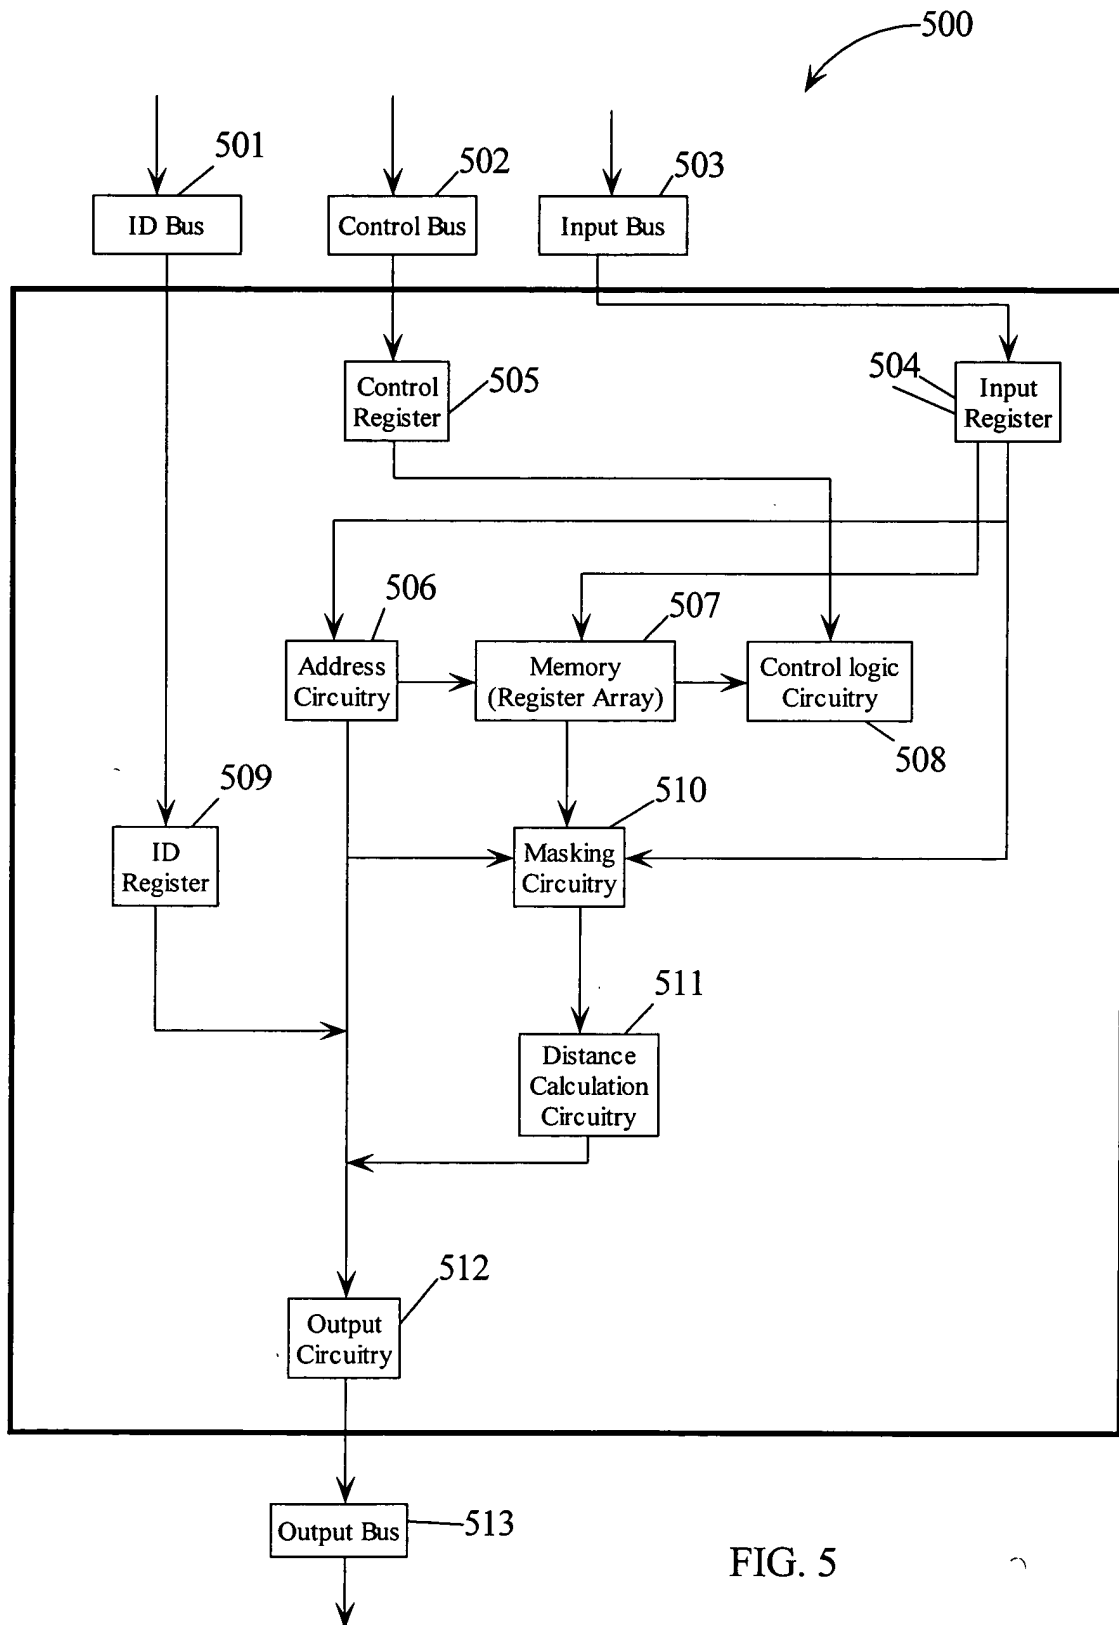 500
501
502
503
ID Bus
Control Bus
Input Bus
Control
Register
505
504
Input
Register
506
507
Address
Circuitry
Memory
(Register Array)
Control logic
Circuitry
508
509
510
ID
Register
Masking
Circuitry
511
Distance
Calculation
Circuitry
512
Output
Circuitry
Output Bus
513
FIG. 5